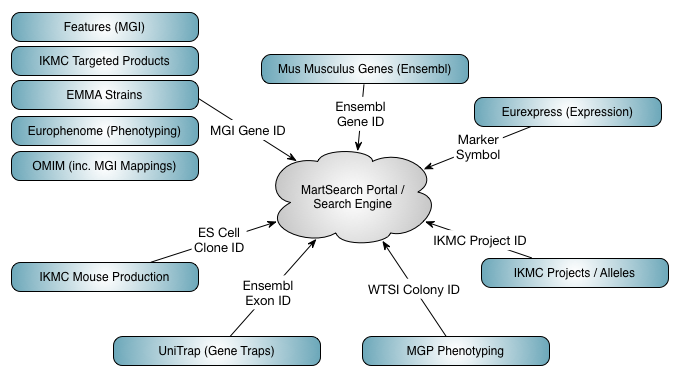 Features (MGI)
IKMC Targeted Products
EMMA Strains
Europhenome (Phenotyping)
OMIM (inc. MGI Mappings)
MGI Gene ID
Mus Musculus Genes (Ensembl)
Ensembl
Gene ID
Eurexpress (Expression)
Marker
Symbol
MartSearch Portal /
Search Engine
ES Cell
Clone ID
IKMC Mouse Production
IKMC Project ID
IKMC Projects / Alleles
Ensembl
Exon ID
UniTrap (Gene Traps)
WTSI Colony ID
MGP Phenotyping